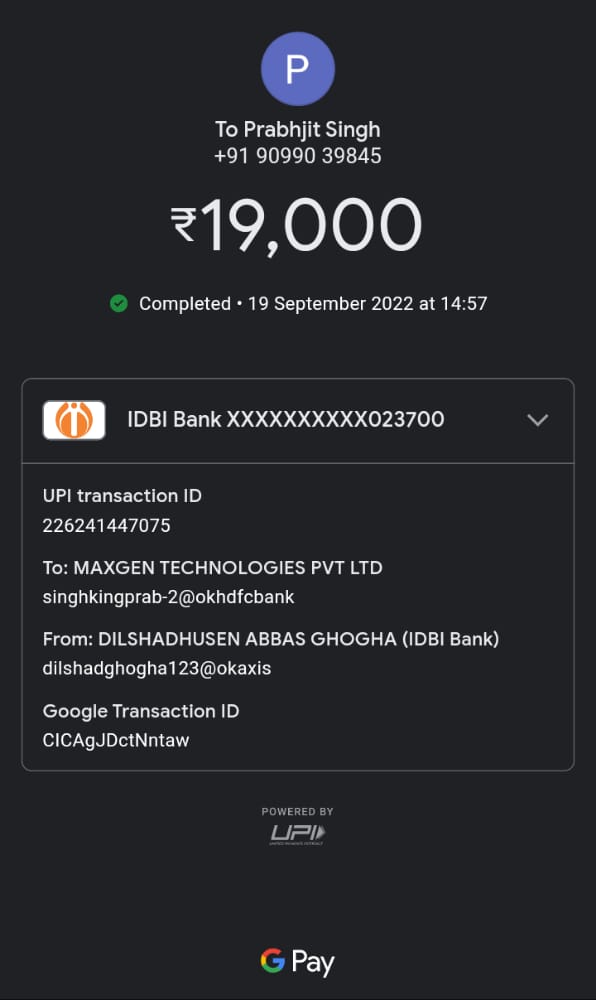 P
To Prabhjit Singh
+91 90990 39845
₹19,000
Completed • 19 September 2022 at 14:57
IDBI Bank XXXXXXXXXX023700
UPI transaction ID
226241447075
To: MAXGEN TECHNOLOGIES PVT LTD
singhkingprab-2@okhdfcbank
From: DILSHADHUSEN ABBAS GHOGHA (IDBI Bank)
dilshadghogha123@okaxis
Google Transaction ID
CICAgJDctNntaw
POWERED BY
UPI
UNIFIED PAYMENTS INTERFACE
G Pay